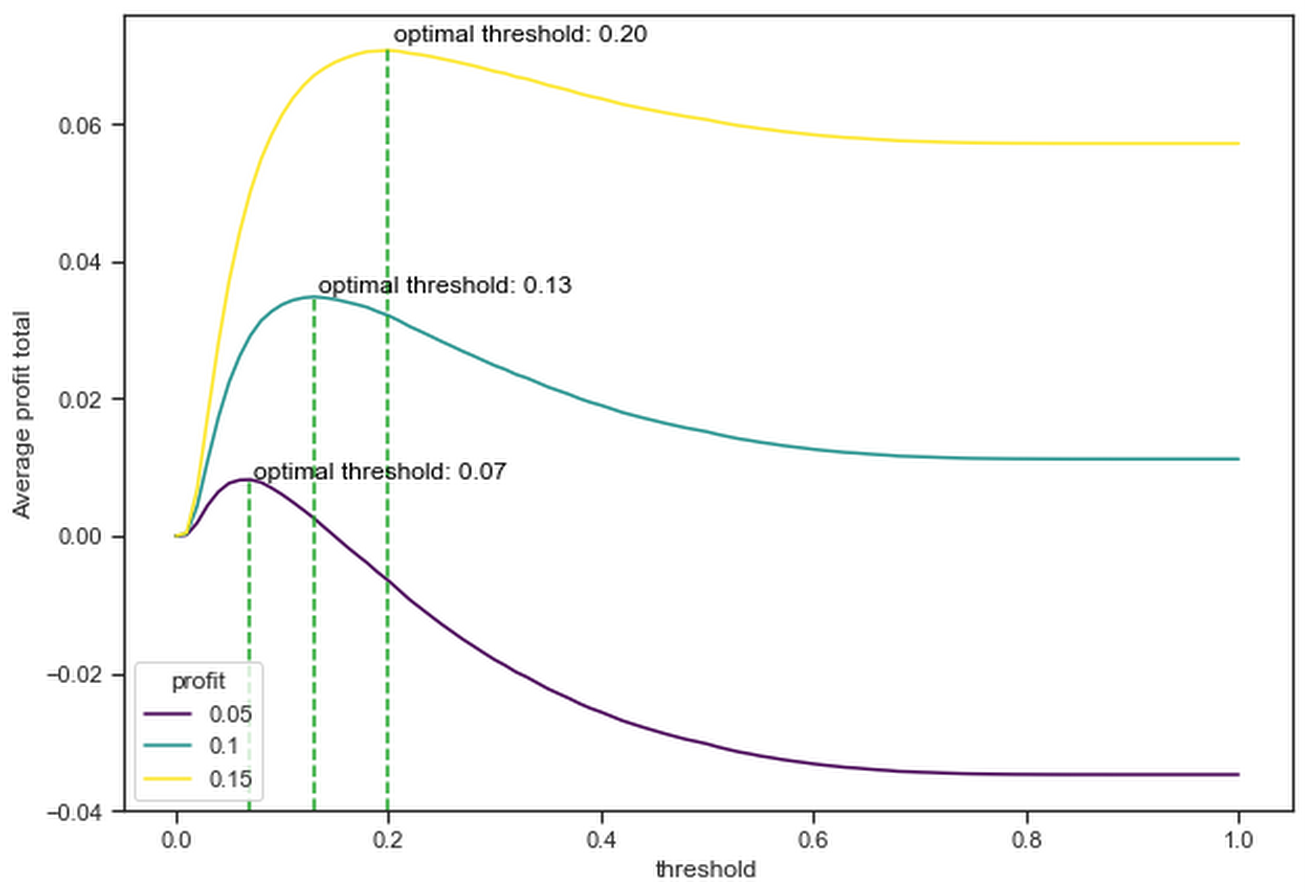 optimal threshold: 0.20
0.06
0.04
optimal threshold: 0.13
Average profit total
0.02
optimal threshold: 0.07
0.00
−0.02
profit
0.05
0.1
0.15
−0.04
0.0 0.2 0.4 0.6 0.8 1.0
threshold